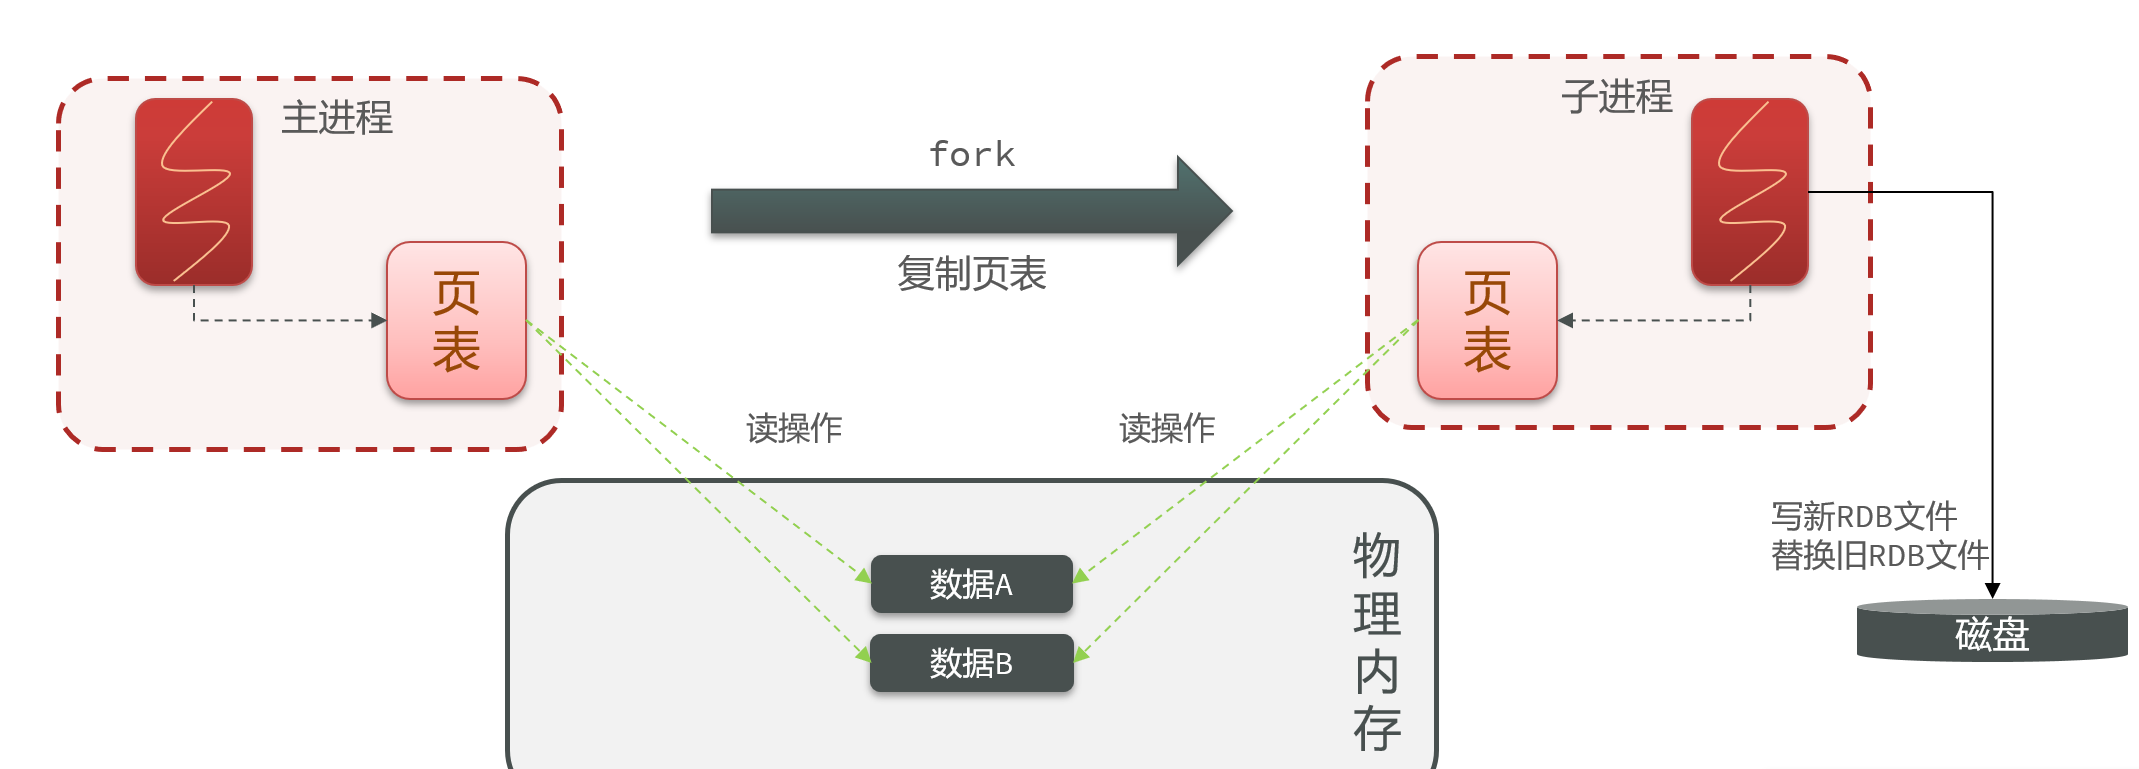 主进程
子进程
fork
复制页表
页
表
页
表
读操作
读操作
写新RDB文件
替换旧RDB文件
数据A
数据B
物
理
内
存
磁盘